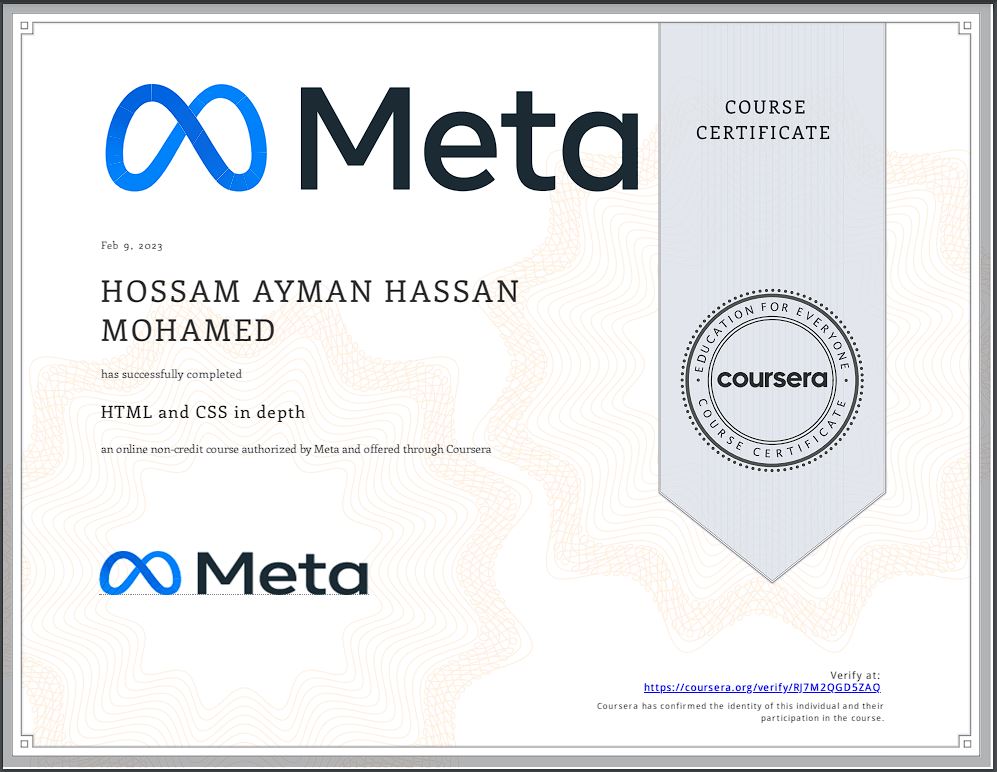 Meta
COURSE
CERTIFICATE
Feb 9, 2023
HOSSAM AYMAN HASSAN
MOHAMED
has successfully completed
HTML and CSS in depth
an online non-credit course authorized by Meta and offered through Coursera
EDUCATION FOR EVERYONE
coursera
COURSE CERTIFICATE
Meta
Verify at:
https://coursera.org/verify/RJ7M2QGD5ZAQ
Coursera has confirmed the identity of this individual and their
participation in the course.